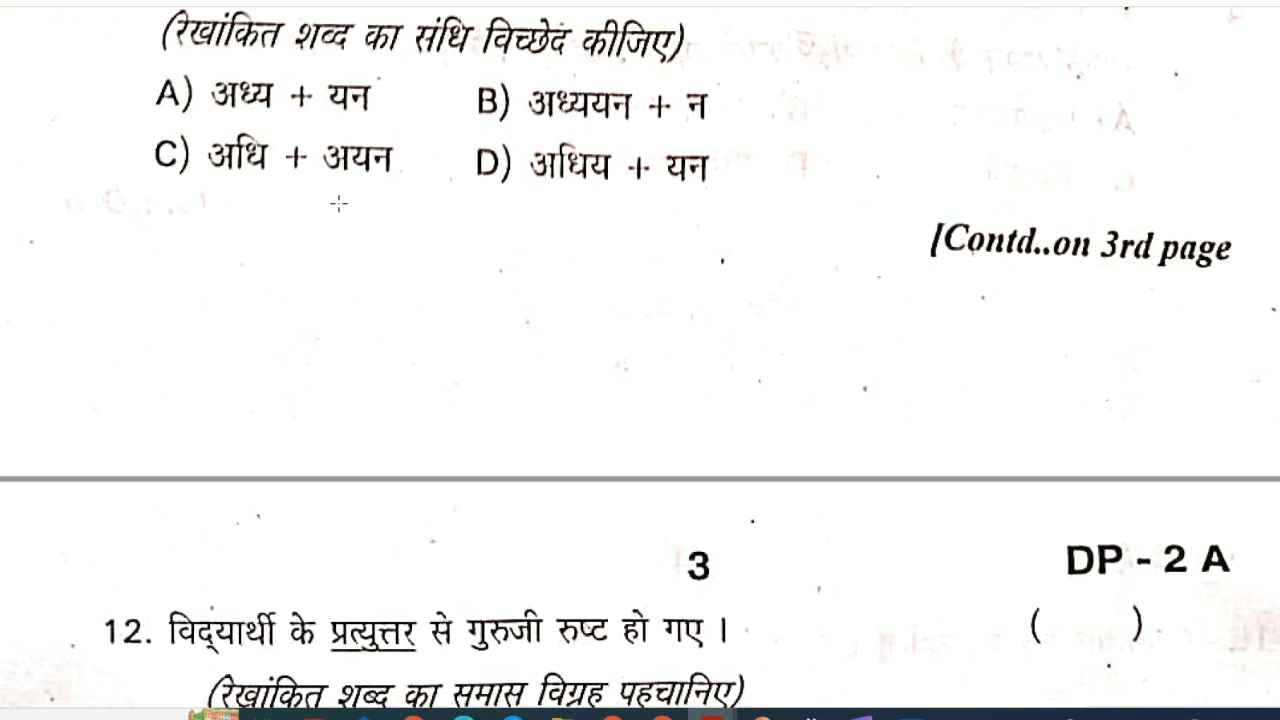 (रेखांकित शब्द का संधि विच्छेद कीजिए)
A) अध्य + यन B) अध्ययन + न
C) अधि + अयन D) अधिय + यन
[Contd..on 3rd page
3 DP - 2 A
12. विद्यार्थी के प्रत्युत्तर से गुरुजी रुष्ट हो गए । ( )
(रेखांकित शब्द का समास विग्रह पहचानिए)